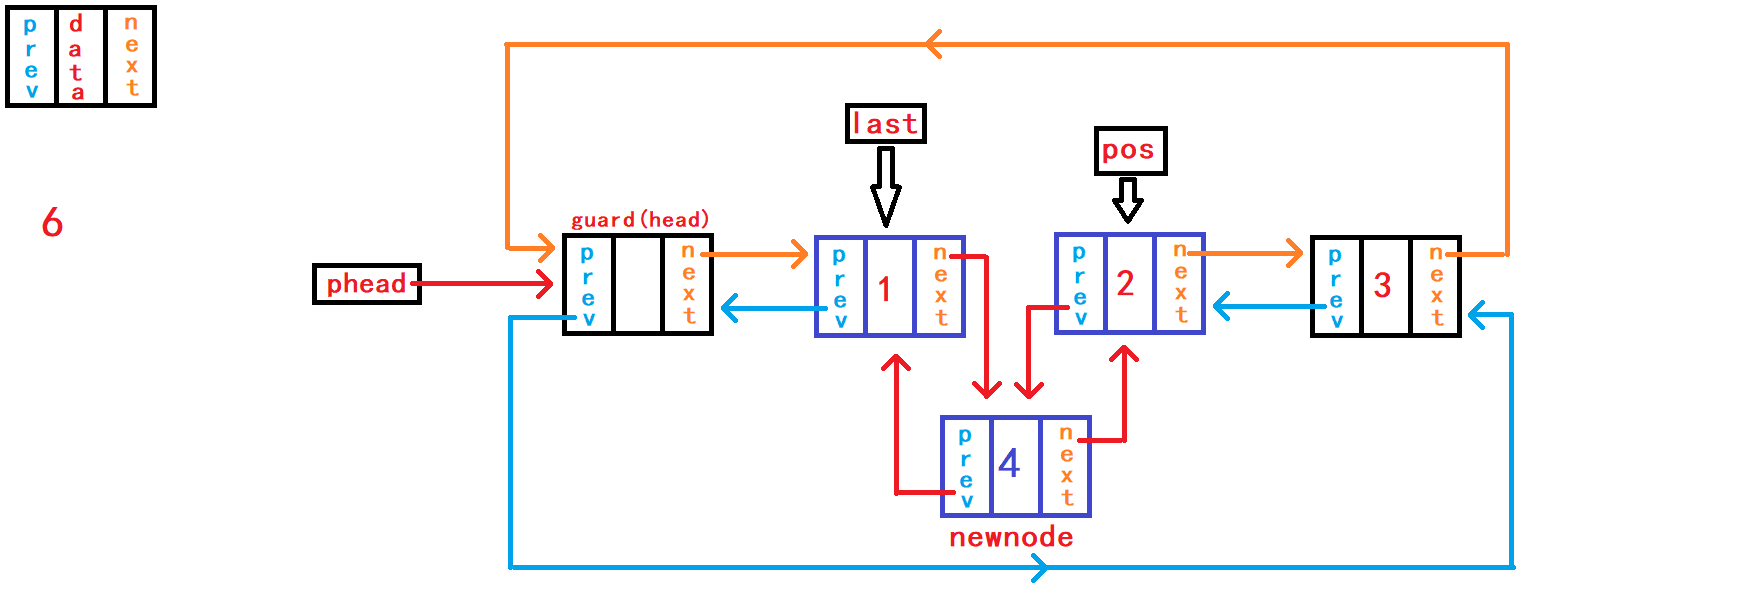 prev data next
last
pos
6
guard(head)
phead
prev next
prev 1 next
prev 2 next
prev 3 next
prev 4 next
newnode